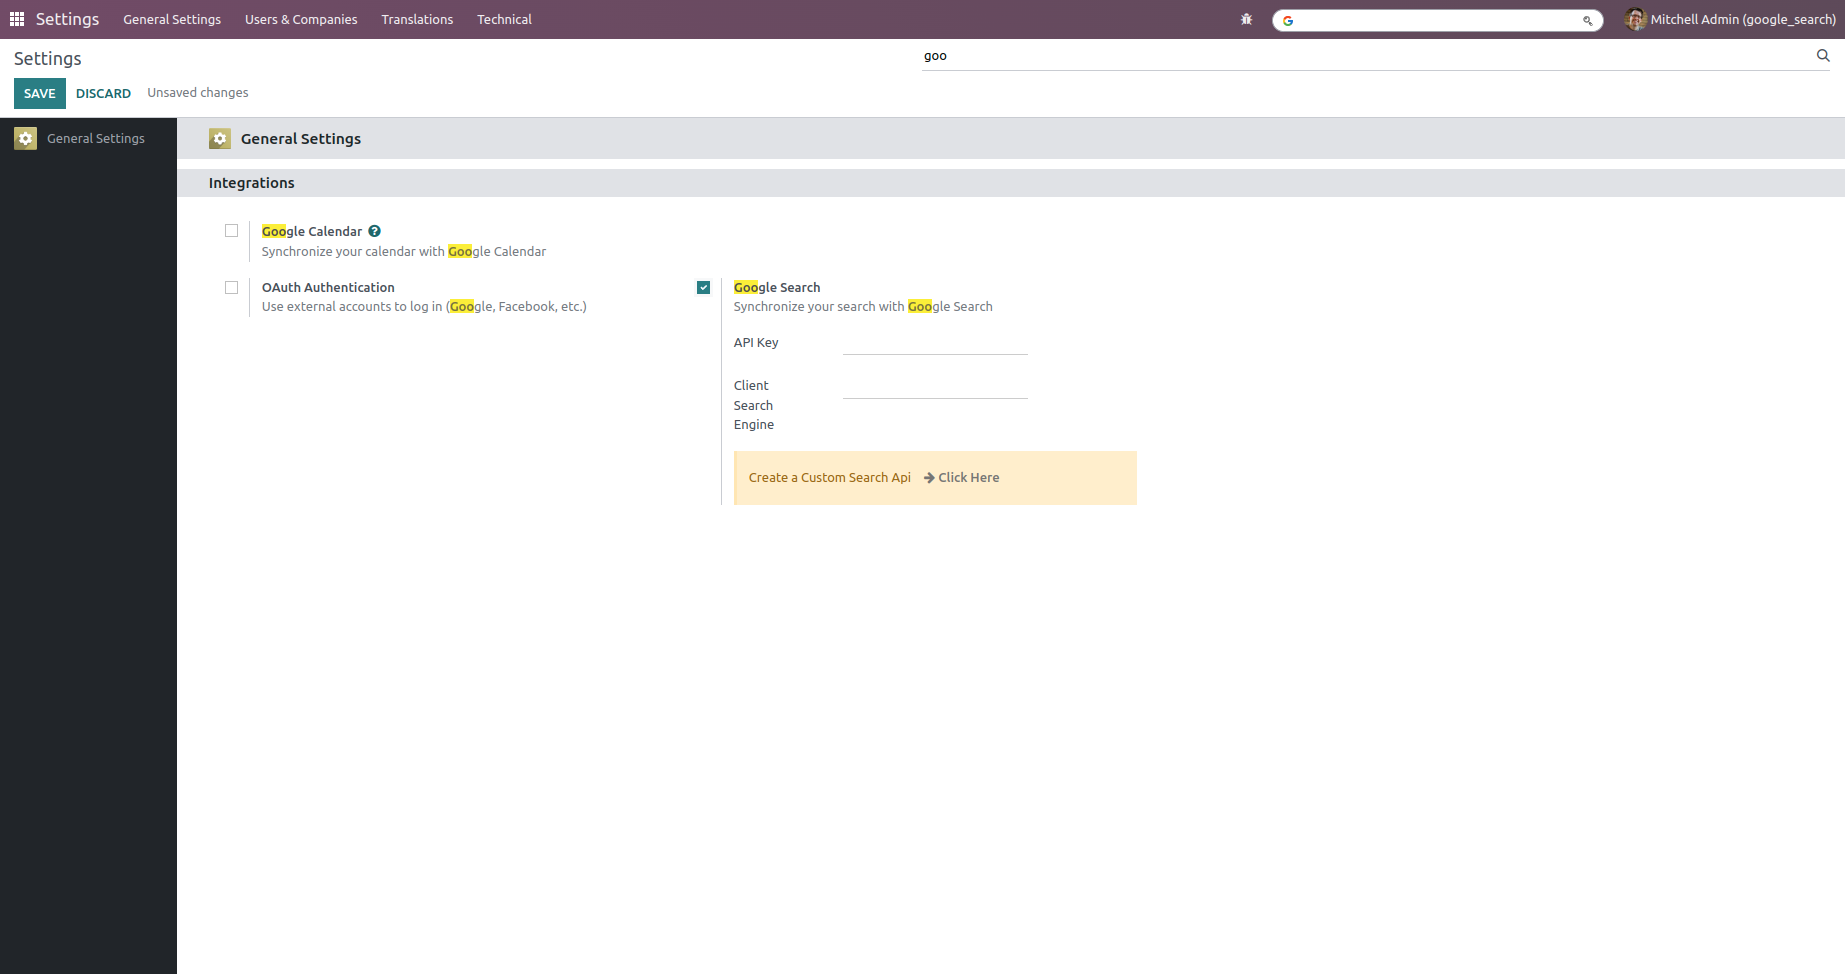 Settings General Settings Users & Companies Translations Technical Mitchell Admin (google_search)
Settings
goo
SAVE DISCARD Unsaved changes
General Settings
General Settings
Integrations
Google Calendar
Synchronize your calendar with Google Calendar
OAuth Authentication
Use external accounts to log in (Google, Facebook, etc.)
Google Search
Synchronize your search with Google Search
API Key
Client
Search
Engine
Create a Custom Search Api Click Here